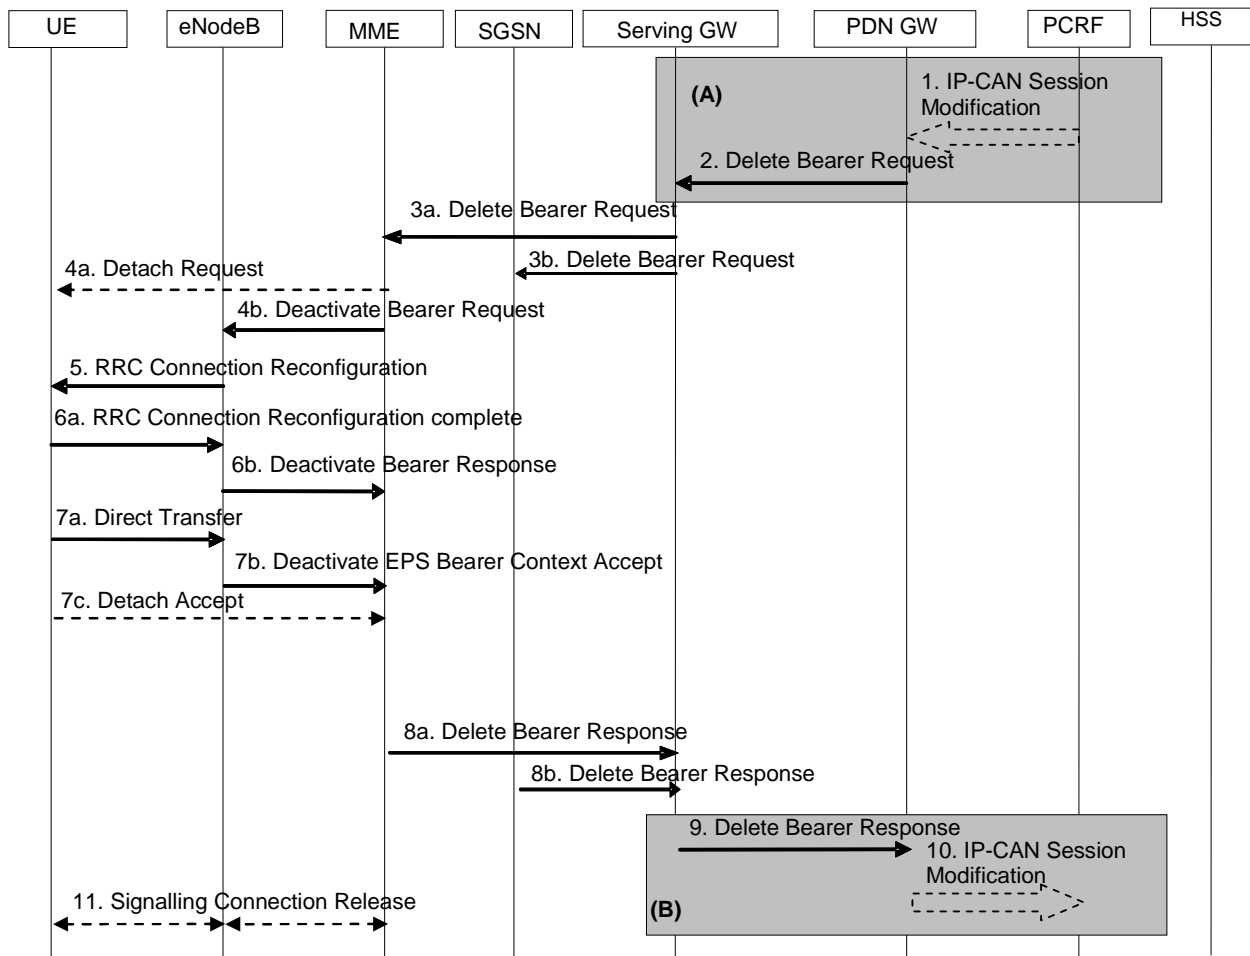 UE eNodeB MME SGSN Serving GW PDN GW PCRF HSS
(A)
1. IP-CAN Session
Modification
2. Delete Bearer Request
3a. Delete Bearer Request
3b. Delete Bearer Request
4a. Detach Request
4b. Deactivate Bearer Request
5. RRC Connection Reconfiguration
6a. RRC Connection Reconfiguration complete
6b. Deactivate Bearer Response
7a. Direct Transfer
7b. Deactivate EPS Bearer Context Accept
7c. Detach Accept
8a. Delete Bearer Response
8b. Delete Bearer Response
9. Delete Bearer Response
10. IP-CAN Session
Modification
11. Signalling Connection Release
(B)